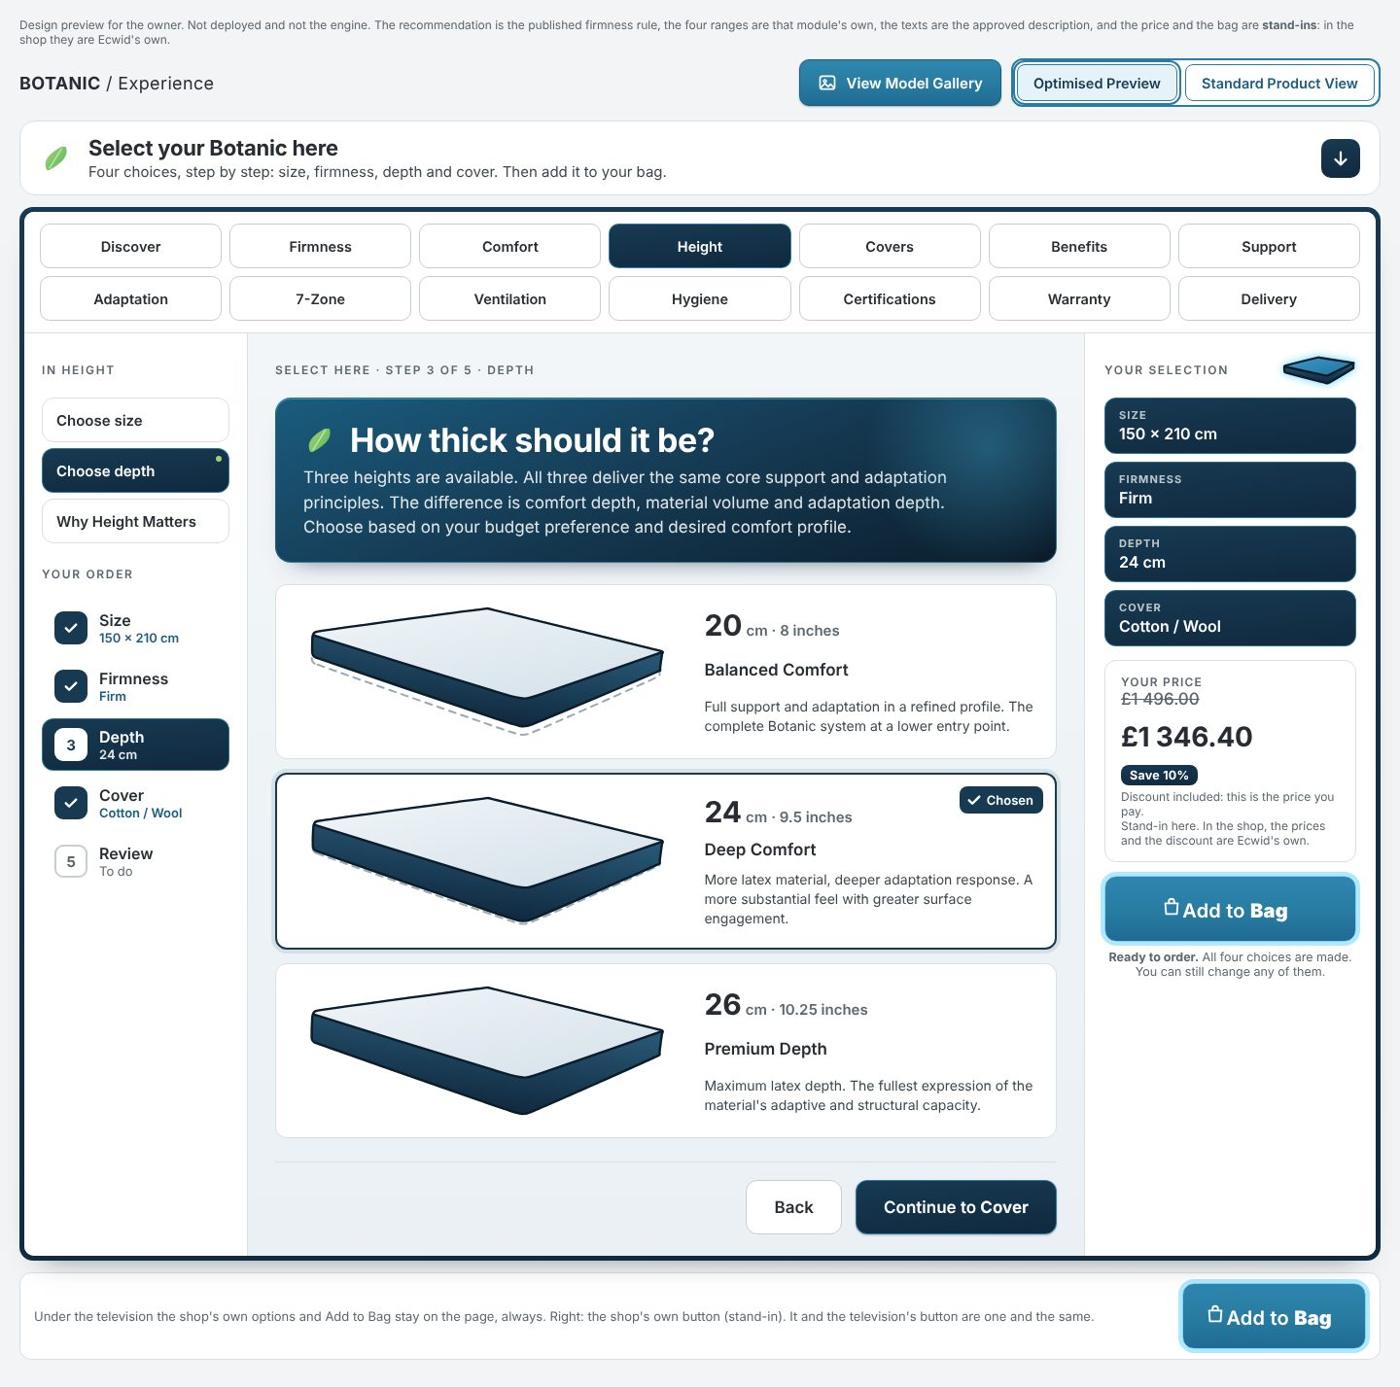 Design preview for the owner. Not deployed and not the engine. The recommendation is the published firmness rule, the four ranges are that module's own, the texts are the approved description, and the price and the bag are stand-ins: in the
shop they are Ecwid's own.
BOTANIC / Experience
View Model Gallery
Optimised Preview
Standard Product View
Select your Botanic here
Four choices, step by step: size, firmness, depth and cover. Then add it to your bag.
Discover
Firmness
Comfort
Height
Covers
Benefits
Support
Adaptation
7-Zone
Ventilation
Hygiene
Certifications
Warranty
Delivery
IN HEIGHT
Choose size
Choose depth
Why Height Matters
YOUR ORDER
Size
150 × 210 cm
Firmness
Firm
3
Depth
24 cm
Cover
Cotton / Wool
5
Review
To do
SELECT HERE · STEP 3 OF 5 · DEPTH
How thick should it be?
Three heights are available. All three deliver the same core support and adaptation
principles. The difference is comfort depth, material volume and adaptation depth.
Choose based on your budget preference and desired comfort profile.
20 cm · 8 inches
Balanced Comfort
Full support and adaptation in a refined profile. The
complete Botanic system at a lower entry point.
Chosen
24 cm · 9.5 inches
Deep Comfort
More latex material, deeper adaptation response. A
more substantial feel with greater surface
engagement.
26 cm · 10.25 inches
Premium Depth
Maximum latex depth. The fullest expression of the
material's adaptive and structural capacity.
Back
Continue to Cover
YOUR SELECTION
SIZE
150 × 210 cm
FIRMNESS
Firm
DEPTH
24 cm
COVER
Cotton / Wool
YOUR PRICE
£1 496.00
£1 346.40
Save 10%
Discount included: this is the price you
pay.
Stand-in here. In the shop, the prices
and the discount are Ecwid's own.
Add to Bag
Ready to order. All four choices are made.
You can still change any of them.
Under the television the shop's own options and Add to Bag stay on the page, always. Right: the shop's own button (stand-in). It and the television's button are one and the same.
Add to Bag